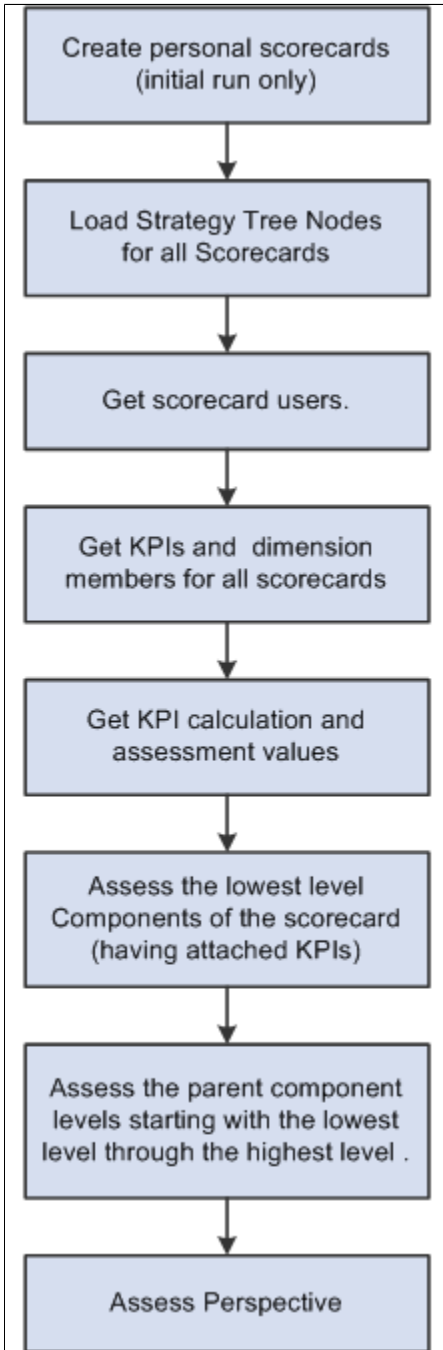 Create personal scorecards
(initial run only)
Load Strategy Tree Nodes
for all Scorecards
Get scorecard users.
Get KPIs and dimension
members for all scorecards
Get KPI calculation and
assessment values
Assess the lowest level
Components of the scorecard
(having attached KPIs)
Assess the parent component
levels starting with the lowest
level through the highest level .
Assess Perspective